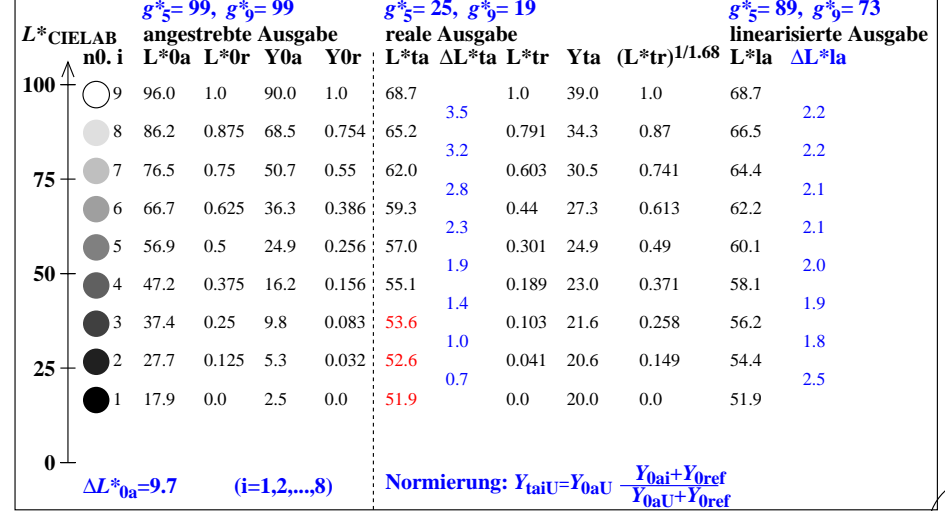 g*5= 99, g*9= 99 g*5= 25, g*9= 19 g*5= 89, g*9= 73
L*CIELAB angestrebte Ausgabe reale Ausgabe linearisierte Ausgabe
n0. i L*0a L*0r Y0a Y0r L*ta ΔL*ta L*tr Yta (L*tr)1/1.68 L*la ΔL*la
100 9 96.0 1.0 90.0 1.0 68.7 1.0 39.0 1.0 68.7
3.5 2.2
8 86.2 0.875 68.5 0.754 65.2 0.791 34.3 0.87 66.5
3.2 2.2
75 7 76.5 0.75 50.7 0.55 62.0 0.603 30.5 0.741 64.4
2.8 2.1
6 66.7 0.625 36.3 0.386 59.3 0.44 27.3 0.613 62.2
2.3 2.1
5 56.9 0.5 24.9 0.256 57.0 0.301 24.9 0.49 60.1
1.9 2.0
50 4 47.2 0.375 16.2 0.156 55.1 0.189 23.0 0.371 58.1
1.4 1.9
3 37.4 0.25 9.8 0.083 53.6 0.103 21.6 0.258 56.2
1.0 1.8
25 2 27.7 0.125 5.3 0.032 52.6 0.041 20.6 0.149 54.4
0.7 2.5
1 17.9 0.0 2.5 0.0 51.9 0.0 20.0 0.0 51.9
0
ΔL*0a=9.7 (i=1,2,...,8) Normierung: YtaiU=Y0aU Y0ai+Y0ref
Y0aU+Y0ref